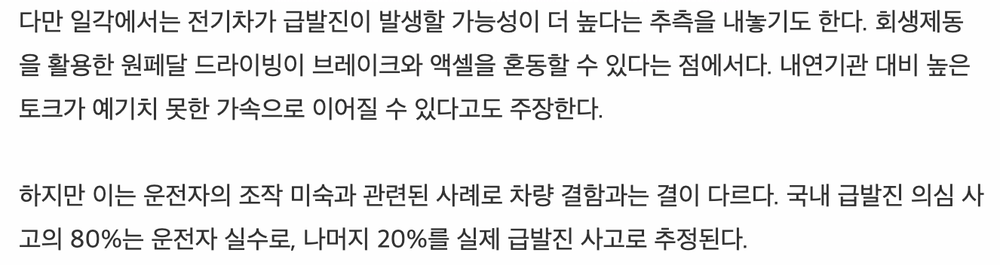 다만 일각에서는 전기차가 급발진이 발생할 가능성이 더 높다는 추측을 내놓기도 한다. 회생제동
을 활용한 원페달 드라이빙이 브레이크와 액셀을 혼동할 수 있다는 점에서다. 내연기관 대비 높은
토크가 예기치 못한 가속으로 이어질 수 있다고도 주장한다.
하지만 이는 운전자의 조작 미숙과 관련된 사례로 차량 결함과는 결이 다르다. 국내 급발진 의심 사
고의 80%는 운전자 실수로, 나머지 20%를 실제 급발진 사고로 추정된다.